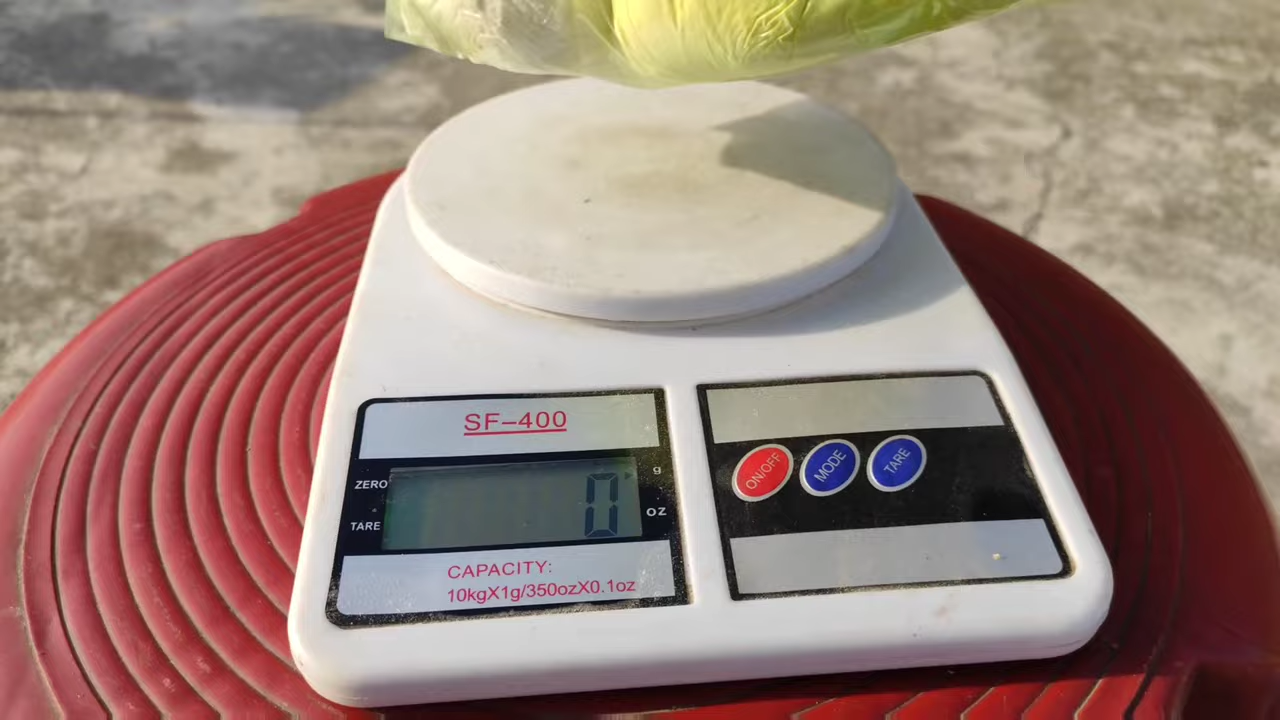 SF–400
ZERO
TARE
0
g
oz
CAPACITY:
10kgX1g/350ozX0.1oz
ON/OFF
MODE
TARE